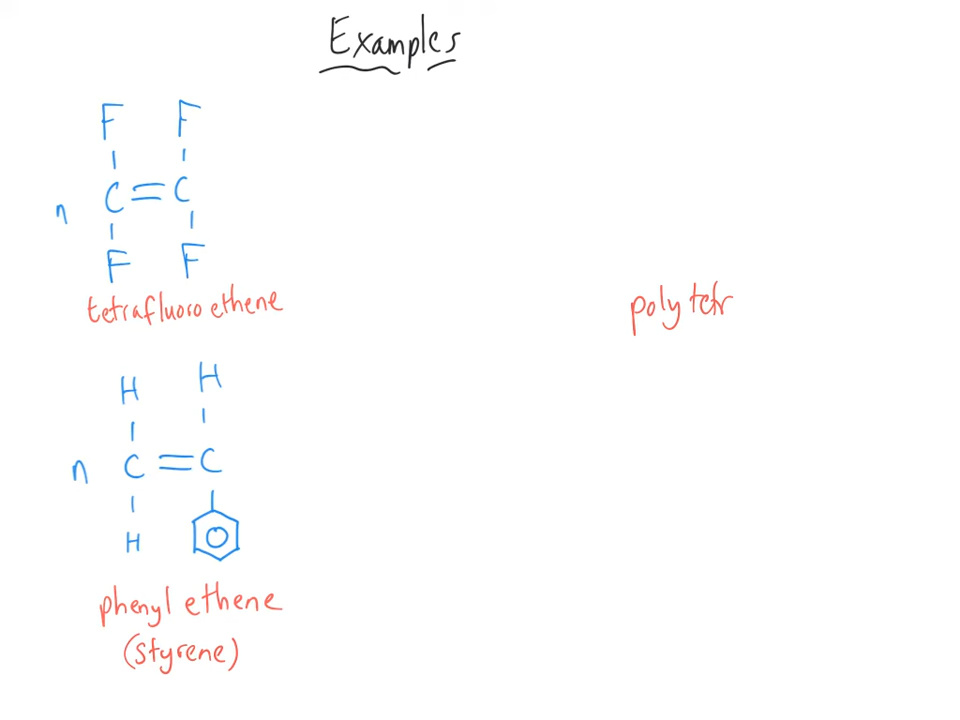 Examples
F F
n C=C
F F
tetrafluoro ethene
poly tetr
H H
n C=C
H
phenyl ethene
(styrene)